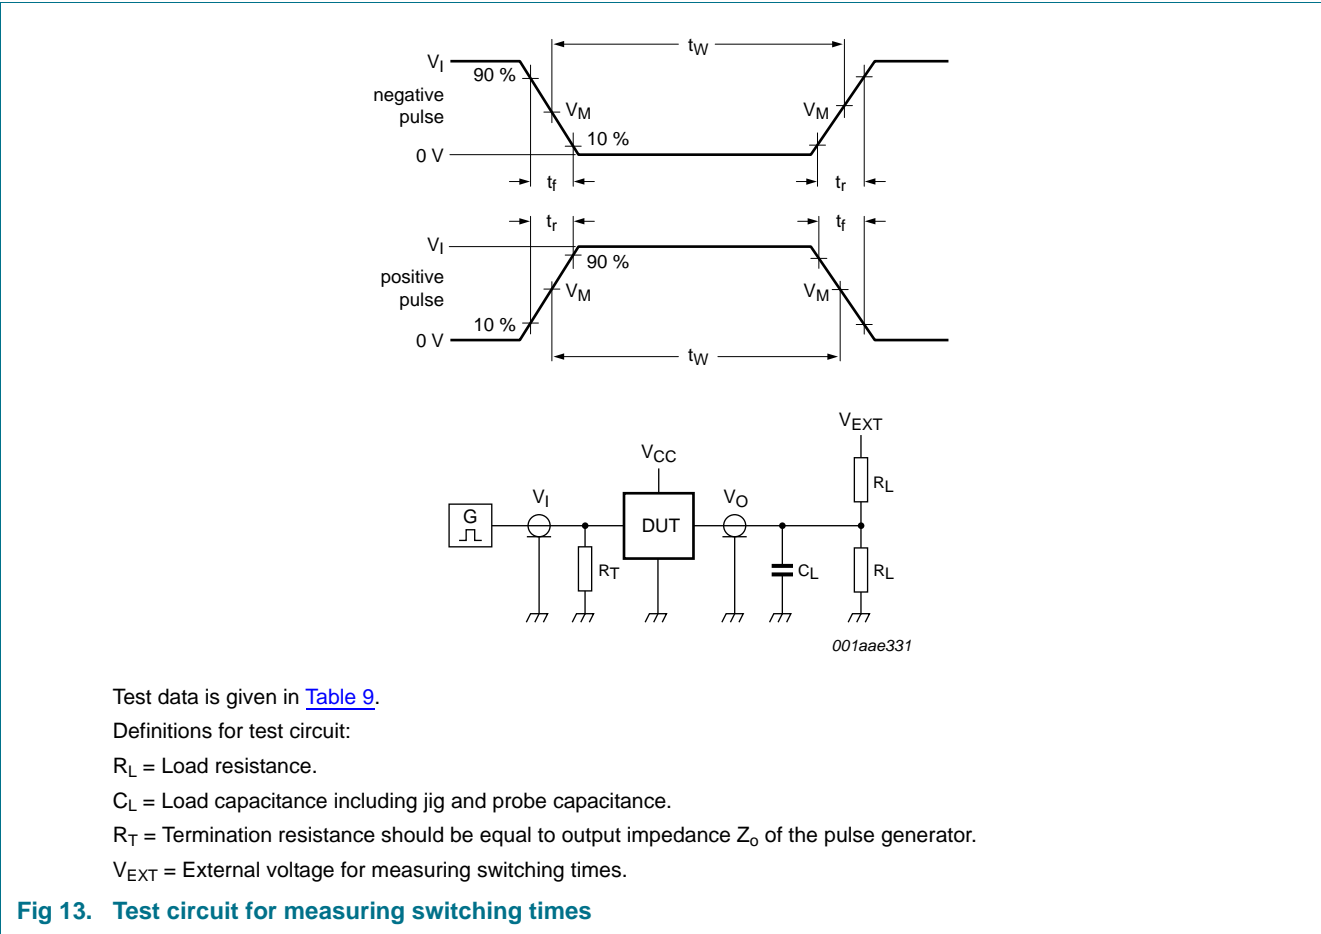 tW
VI
90 %
negative
pulse
VM
VM
10 %
0 V
tf
tr
tr
tf
VI
90 %
positive
pulse
VM
VM
10 %
0 V
tW
VEXT
VCC
RL
VI
VO
G
DUT
RT
CL
RL
001aae331
Test data is given in Table 9.
Definitions for test circuit:
RL = Load resistance.
CL = Load capacitance including jig and probe capacitance.
RT = Termination resistance should be equal to output impedance Zo of the pulse generator.
VEXT = External voltage for measuring switching times.
Fig 13. Test circuit for measuring switching times